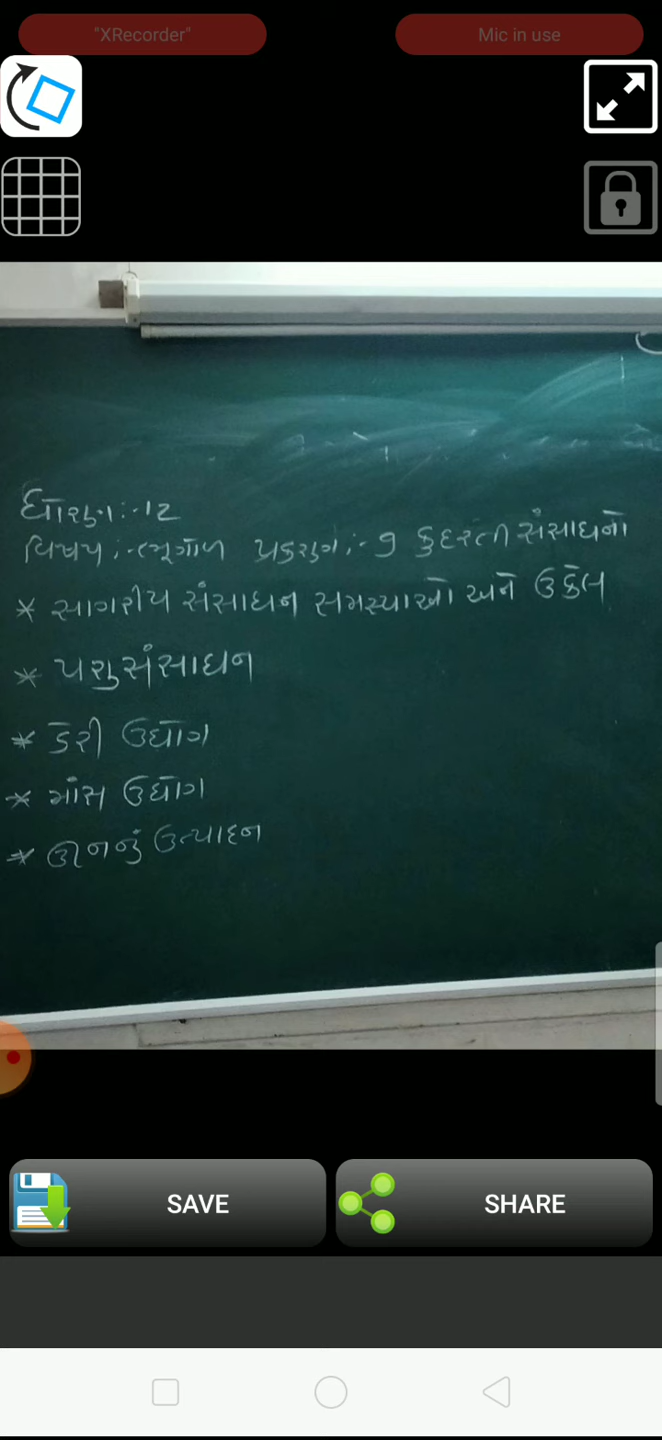 "XRecorder"
Mic in use
ધોરણ:-12
વિષય:-ભૂગોળ પ્રકરણ:-9 કુદરતી સંસાધનો
* સાગરીય સંસાધન સમસ્યાઓ અને ઉકેલ
* પશુસંસાધન
* ડેરી ઉદ્યોગ
* માંસ ઉદ્યોગ
* ઊનનું ઉત્પાદન
SAVE
SHARE